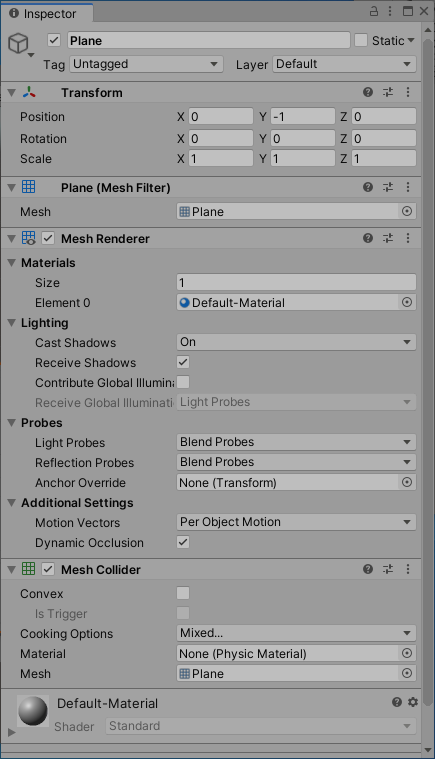 Inspector
Plane Static
Tag Untagged Layer Default
Transform
Position X 0 Y -1 Z 0
Rotation X 0 Y 0 Z 0
Scale X 1 Y 1 Z 1
Plane (Mesh Filter)
Mesh Plane
Mesh Renderer
Materials
Size 1
Element 0 Default-Material
Lighting
Cast Shadows On
Receive Shadows
Contribute Global Illumina
Receive Global Illuminati Light Probes
Probes
Light Probes Blend Probes
Reflection Probes Blend Probes
Anchor Override None (Transform)
Additional Settings
Motion Vectors Per Object Motion
Dynamic Occlusion
Mesh Collider
Convex
Is Trigger
Cooking Options Mixed...
Material None (Physic Material)
Mesh Plane
Default-Material
Shader Standard